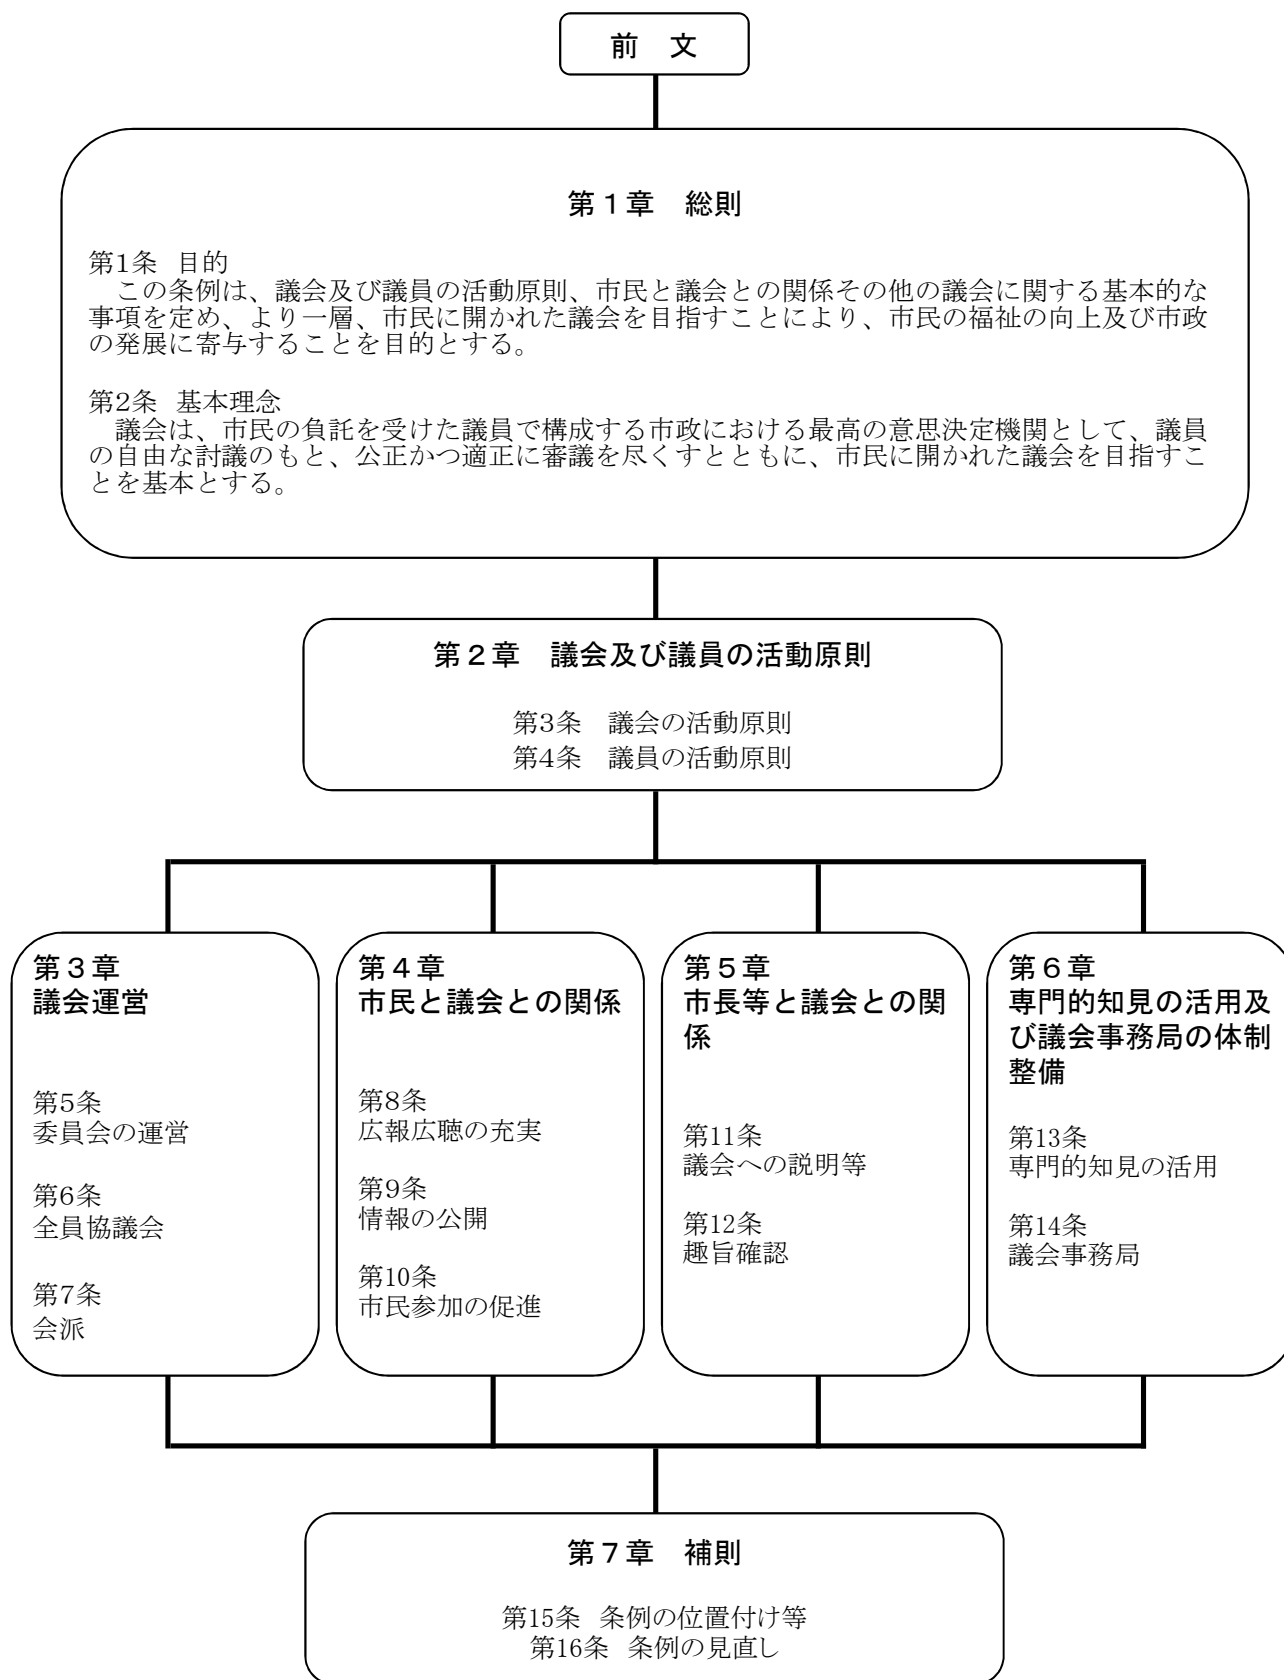 前　文
第１章　総則
第1条　目的
　この条例は、議会及び議員の活動原則、市民と議会との関係その他の議会に関する基本的な
事項を定め、より一層、市民に開かれた議会を目指すことにより、市民の福祉の向上及び市政
の発展に寄与することを目的とする。
第2条　基本理念
　議会は、市民の負託を受けた議員で構成する市政における最高の意思決定機関として、議員
の自由な討議のもと、公正かつ適正に審議を尽くすとともに、市民に開かれた議会を目指すこ
とを基本とする。
第２章　議会及び議員の活動原則
第3条　議会の活動原則
第4条　議員の活動原則
第３章
議会運営
第5条
委員会の運営
第6条
全員協議会
第7条
会派
第４章
市民と議会との関係
第8条
広報広聴の充実
第9条
情報の公開
第10条
市民参加の促進
第５章
市長等と議会との関
係
第11条
議会への説明等
第12条
趣旨確認
第６章
専門的知見の活用及
び議会事務局の体制
整備
第13条
専門的知見の活用
第14条
議会事務局
第７章　補則
第15条　条例の位置付け等
第16条　条例の見直し